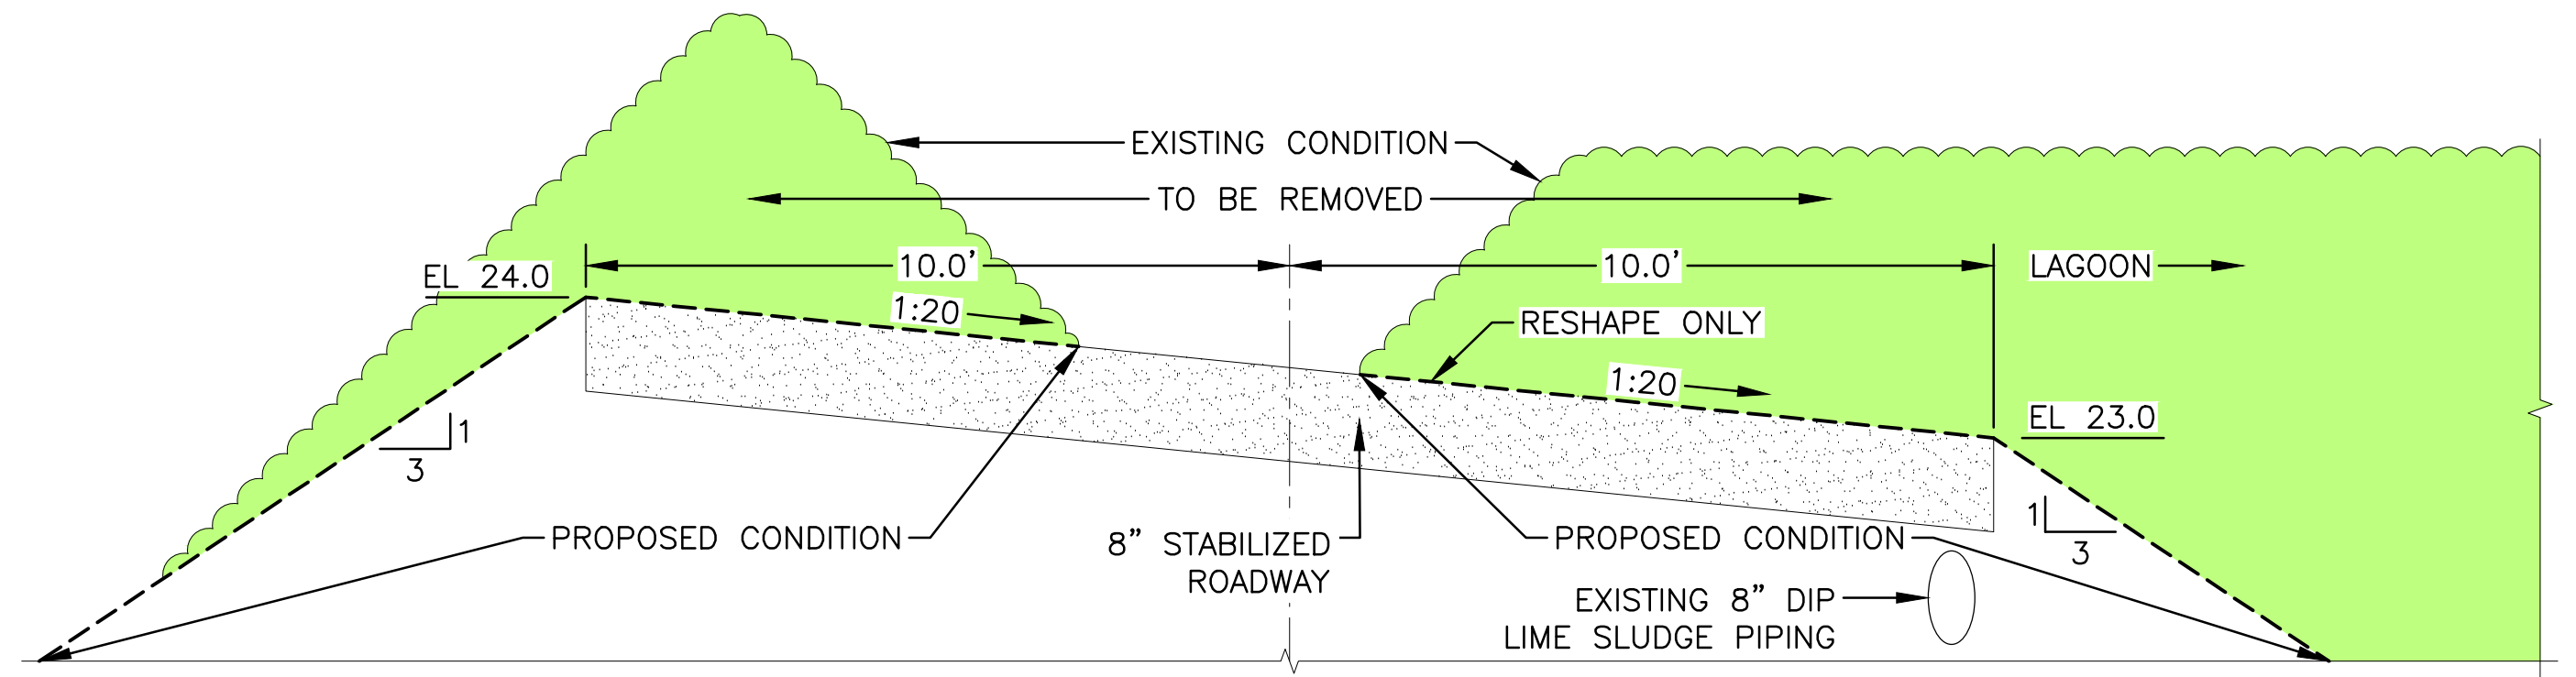 EXISTING CONDITION
TO BE REMOVED
10.0'
10.0'
LAGOON
EL 24.0
1:20
RESHAPE ONLY
1:20
EL 23.0
1
3
1
3
PROPOSED CONDITION
8" STABILIZED
ROADWAY
PROPOSED CONDITION
EXISTING 8" DIP
LIME SLUDGE PIPING